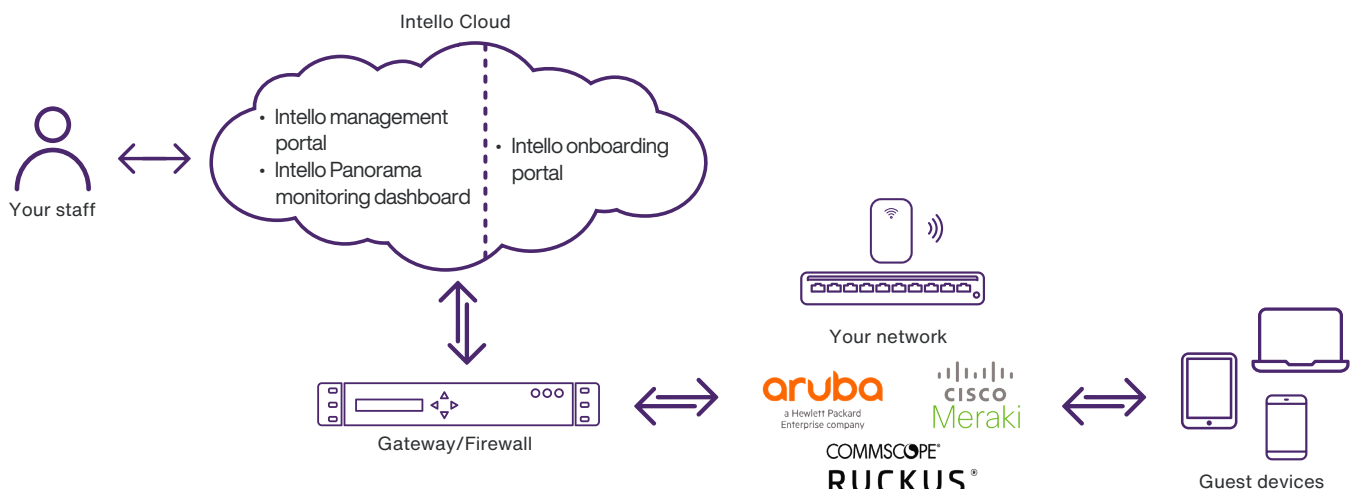 Intello Cloud
• Intello management
portal
• Intello Panorama
monitoring dashboard
• Intello onboarding
portal
Your staff
Your network
Gateway/Firewall
aruba
a Hewlett Packard
Enterprise company
CISCO
Meraki
COMMSCOPE®
RUCKUS®
Guest devices